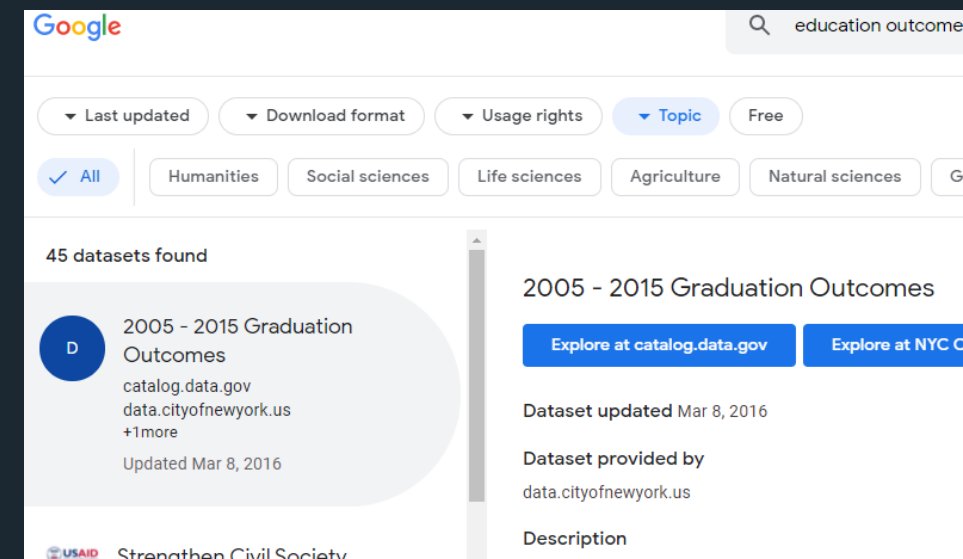 Google
education outcome
Last updated
Download format
Usage rights
Topic
Free
All
Humanities
Social sciences
Life sciences
Agriculture
Natural sciences
G
45 datasets found
D
2005 - 2015 Graduation
Outcomes
catalog.data.gov
data.cityofnewyork.us
+1more
Updated Mar 8, 2016
USAID
Strengthen Civil Society
2005 - 2015 Graduation Outcomes
Explore at catalog.data.gov
Explore at NYC
Dataset updated Mar 8, 2016
Dataset provided by
data.cityofnewyork.us
Description